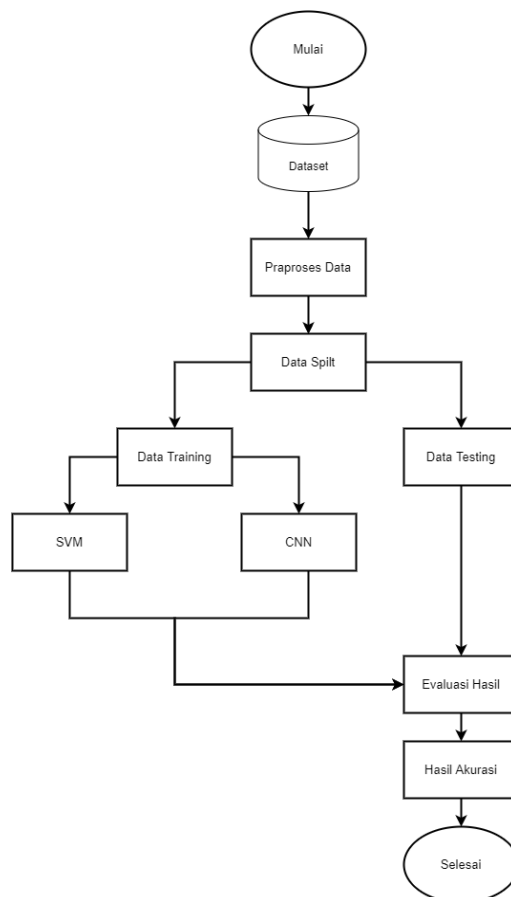 Mulai
Dataset
Praproses Data
Data Spilt
Data Training
Data Testing
SVM
CNN
Evaluasi Hasil
Hasil Akurasi
Selesai